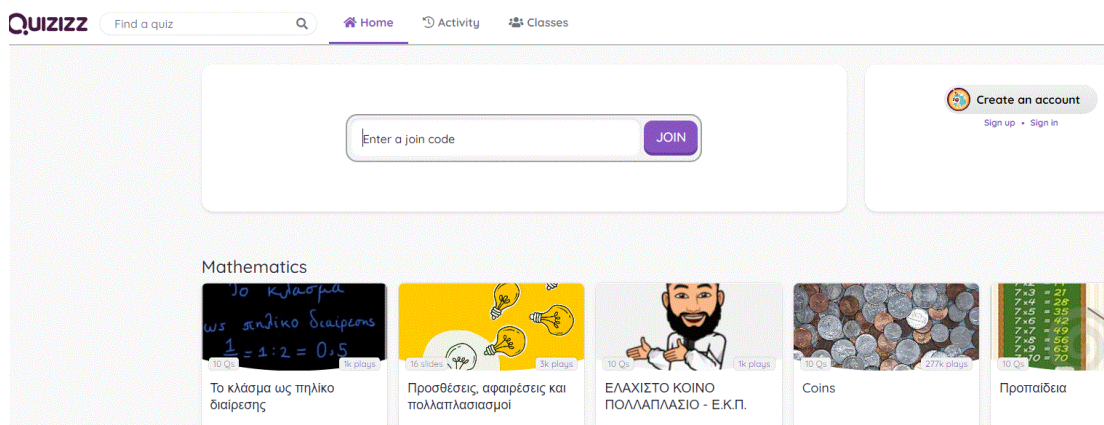 QUIZIZZ
Find a quiz
Home
Activity
Classes
Enter a join code
JOIN
Create an account
Sign up • Sign in
Mathematics
Το κλάσμα
ως πηλίκο διαίρεσης
1/2 = 1:2 = 0,5
10 Qs
1k plays
Το κλάσμα ως πηλίκο
διαίρεσης
16 slides
3k plays
Προσθέσεις, αφαιρέσεις και
πολλαπλασιασμοί
10 Qs
1k plays
ΕΛΑΧΙΣΤΟ ΚΟΙΝΟ
ΠΟΛΛΑΠΛΑΣΙΟ - Ε.Κ.Π.
10 Qs
277k plays
Coins
7×3 = 21
7×4 = 28
7×5 = 35
7×6 = 42
7×7 = 49
7×8 = 56
7×9 = 63
7×10 = 70
10 Qs
Προπαίδεια